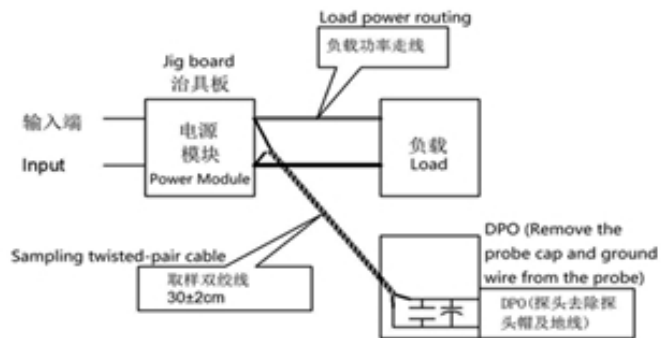 Load power routing
负载功率走线
Jig board
治具板
输入端
Input
电源
模块
Power Module
负载
Load
Sampling twisted-pair cable
取样双绞线
30±2cm
DPO (Remove the
probe cap and ground
wire from the probe)
DPO(探头去除探
头帽及地线)